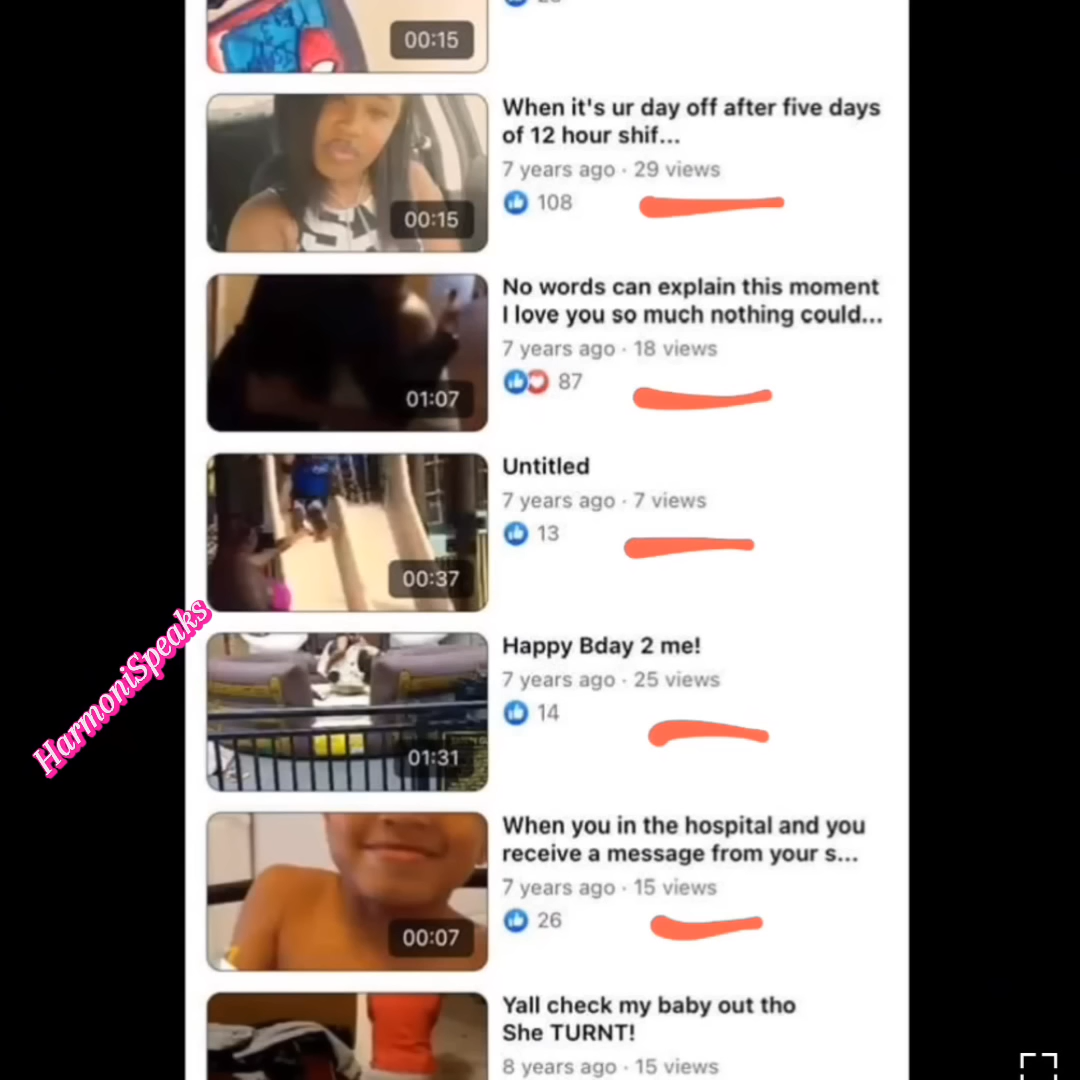 00:15
When it's ur day off after five days
of 12 hour shif...
7 years ago · 29 views
108
00:15
No words can explain this moment
I love you so much nothing could...
7 years ago · 18 views
87
01:07
Untitled
7 years ago · 7 views
13
00:37
HarmoniSpeaks
Happy Bday 2 me!
7 years ago · 25 views
14
01:31
When you in the hospital and you
receive a message from your s...
7 years ago · 15 views
26
00:07
Yall check my baby out tho
She TURNT!
8 years ago · 15 views